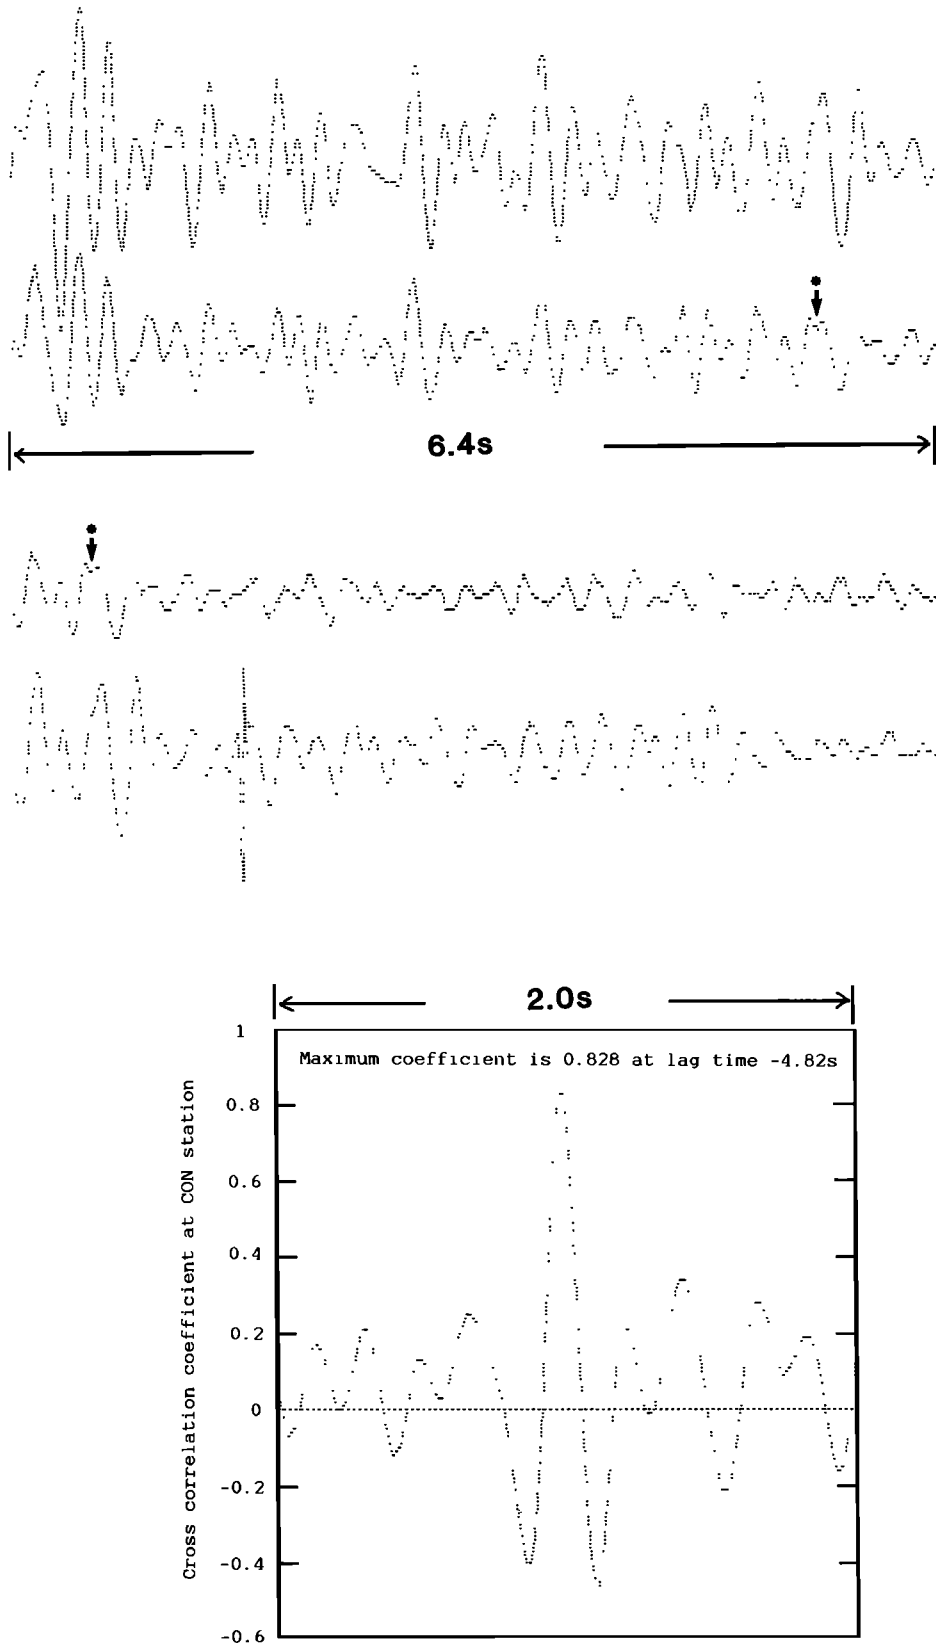 6.4s
2.0s
Maximum coefficient is 0.828 at lag time -4.82s
Cross correlation coefficient at CON station
1
0.8
0.6
0.4
0.2
0
-0.2
-0.4
-0.6